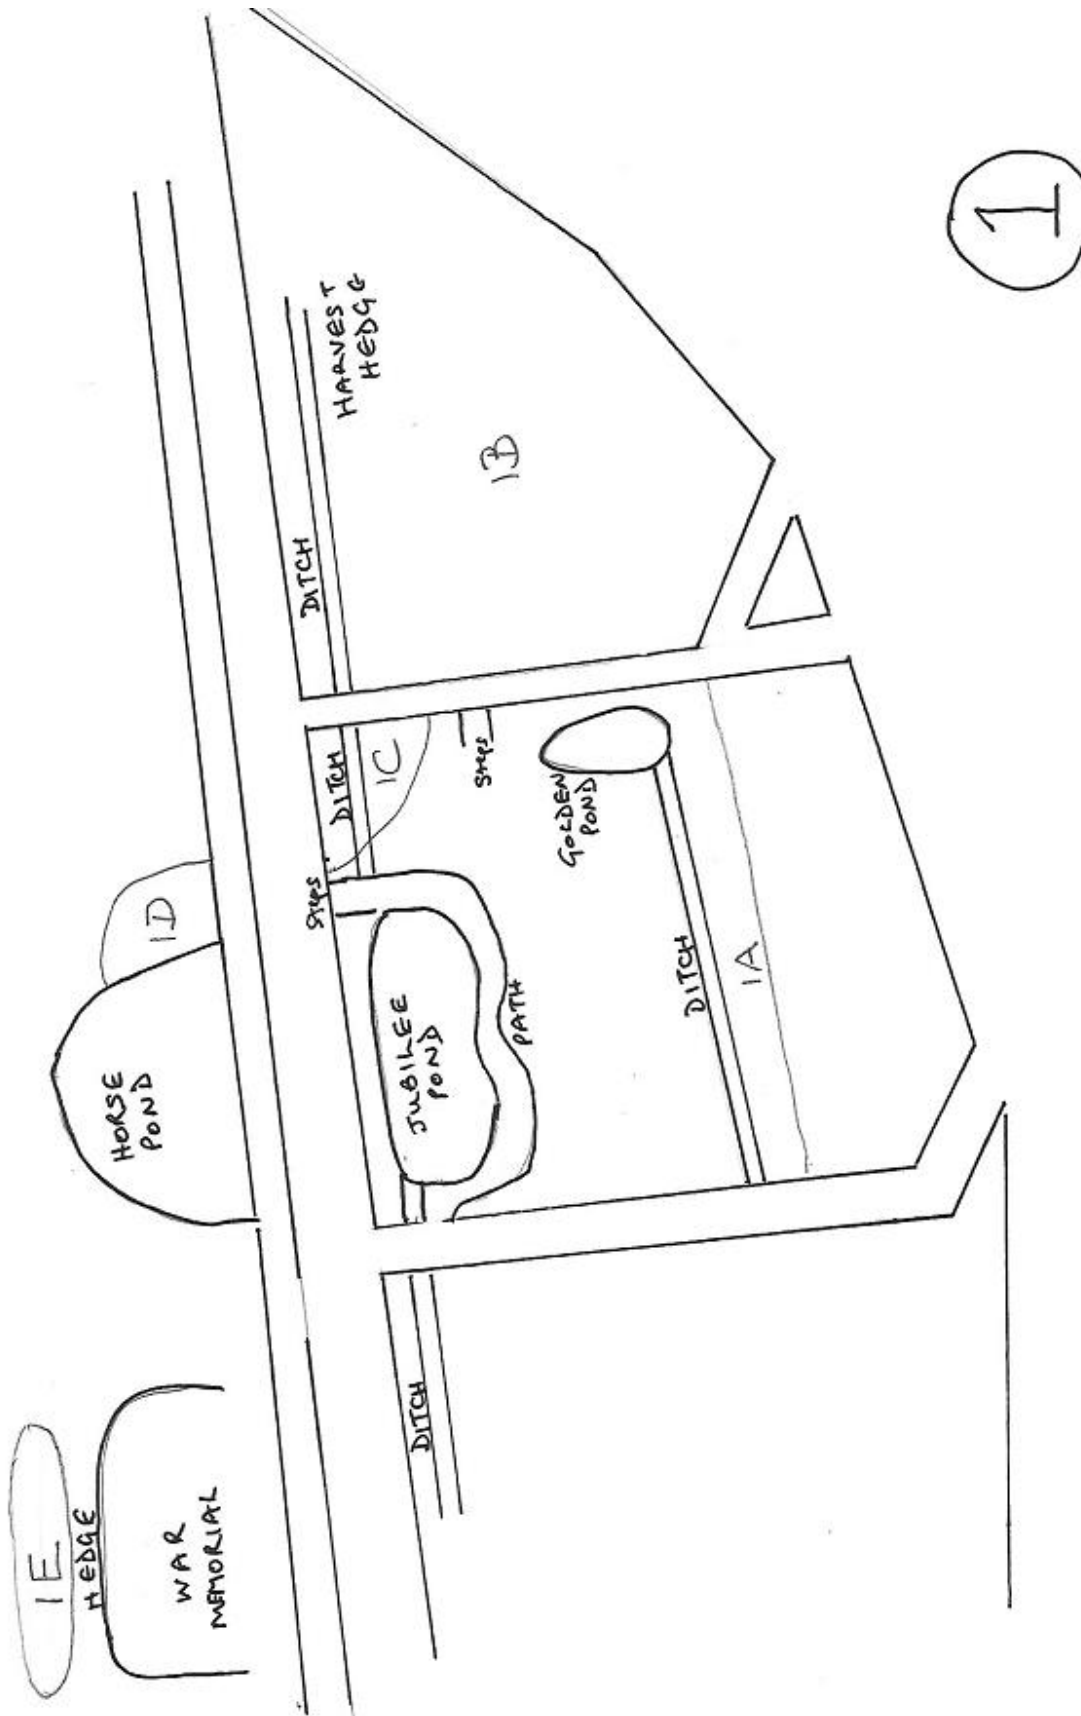 1E
HEDGE
WAR
MEMORIAL
HORSE
POND
1D
Steps
DITCH
JUBILEE
POND
PATH
DITCH
1C
Steps
GOLDEN
POND
DITCH
1A
DITCH
HARVEST
HEDGE
1B
1